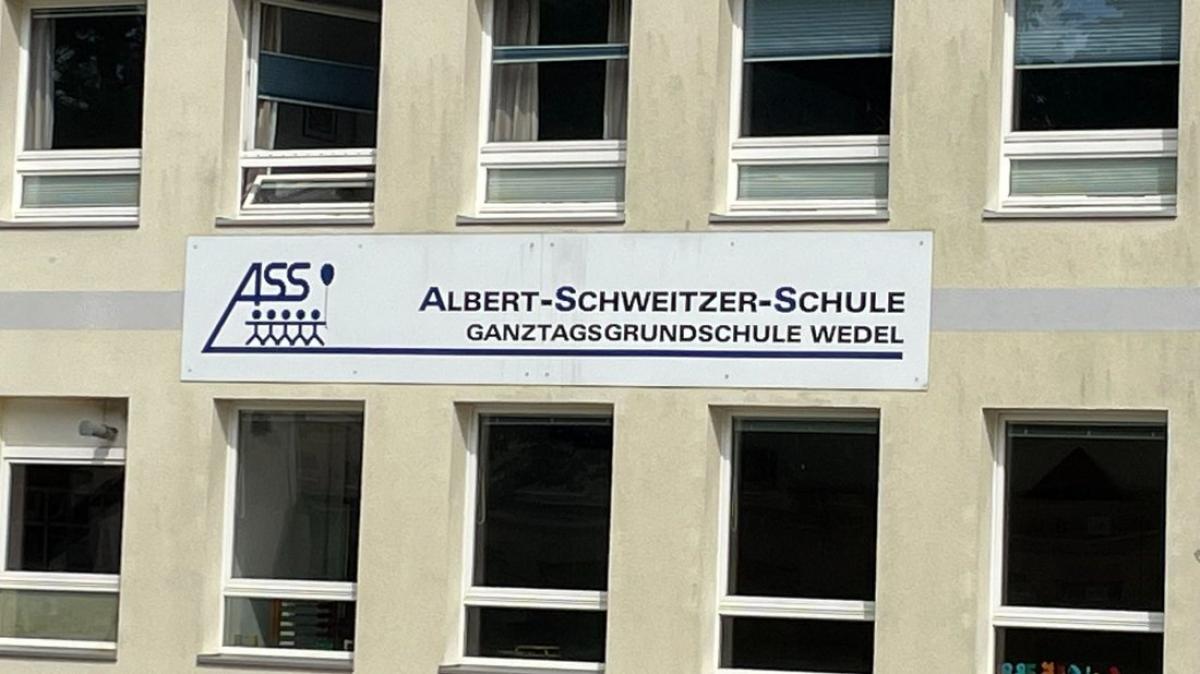 ASS
ALBERT-SCHWEITZER-SCHULE
GANZTAGSGRUNDSCHULE WEDEL